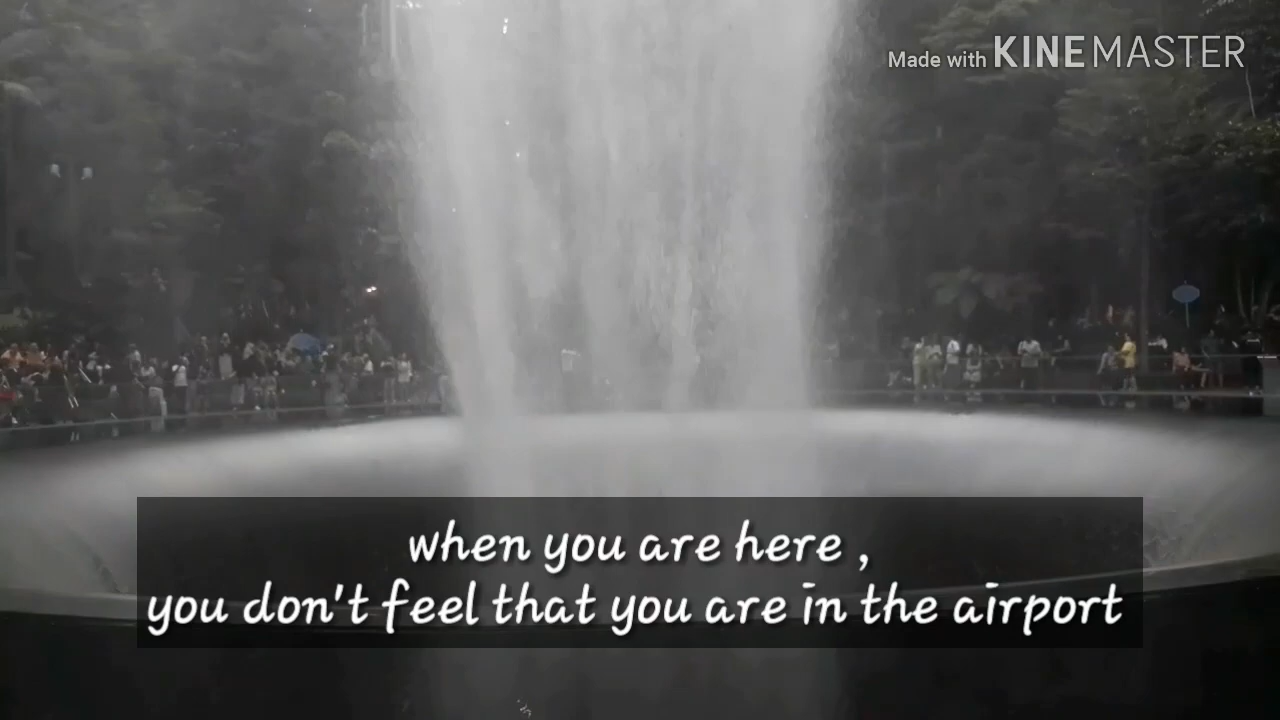 Made with KINEMASTER
when you are here ,
you don't feel that you are in the airport